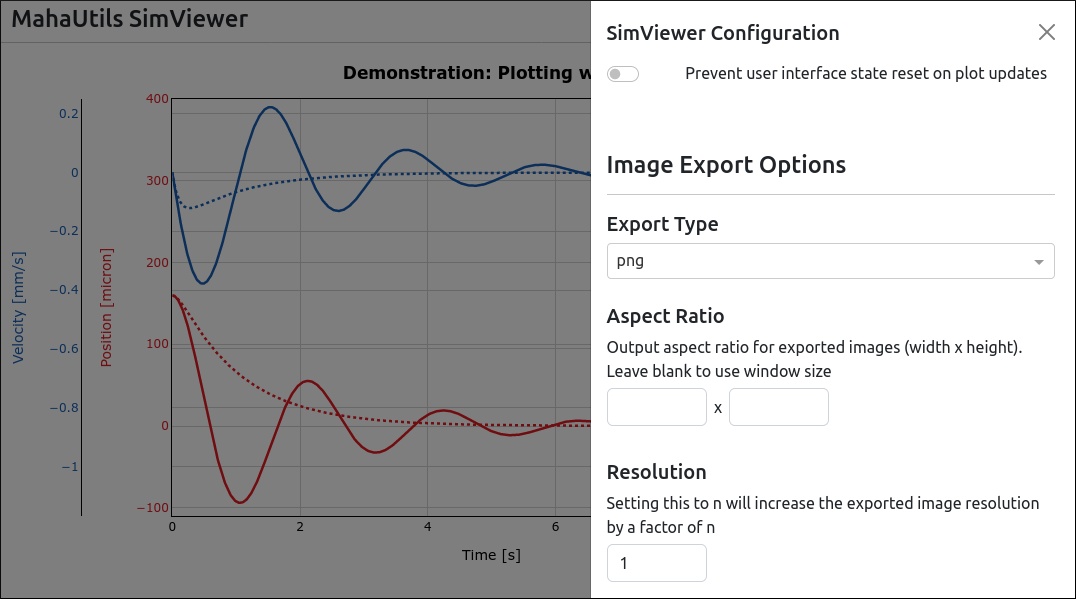 MahaUtils SimViewer
Demonstration: Plotting w
Velocity [mm/s]
0.2
0
−0.2
−0.4
−0.6
−0.8
−1
Position [micron]
400
300
200
100
0
−100
0
2
4
6
Time [s]
SimViewer Configuration
Prevent user interface state reset on plot updates
Image Export Options
Export Type
png
Aspect Ratio
Output aspect ratio for exported images (width x height).
Leave blank to use window size
x
Resolution
Setting this to n will increase the exported image resolution
by a factor of n
1